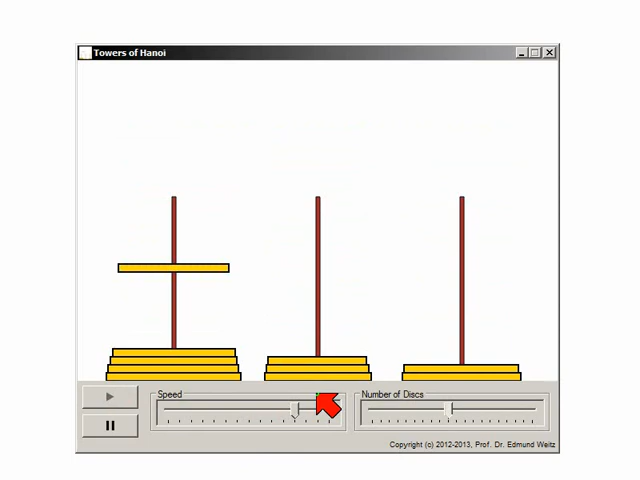 Towers of Hanoi
Speed
Number of Discs
Copyright (c) 2012-2013, Prof. Dr. Edmund Weitz